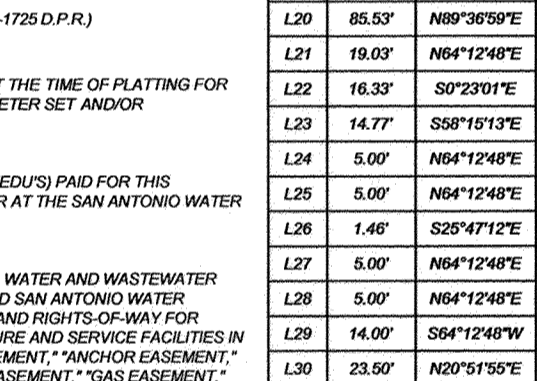 -1725 D.P.R.)
T THE TIME OF PLATTING FOR
ETER SET AND/OR
EDU'S) PAID FOR THIS
R AT THE SAN ANTONIO WATER
WATER AND WASTEWATER
D SAN ANTONIO WATER
AND RIGHTS-OF-WAY FOR
URE AND SERVICE FACILITIES IN
EMENT," "ANCHOR EASEMENT,"
ASEMENT," "GAS EASEMENT,"
L20 85.53' N89°36'59"E
L21 19.03' N64°12'48"E
L22 16.33' S0°23'01"E
L23 14.77' S58°15'13"E
L24 5.00' N64°12'48"E
L25 5.00' N64°12'48"E
L26 1.46' S25°47'12"E
L27 5.00' N64°12'48"E
L28 5.00' N64°12'48"E
L29 14.00' S64°12'48"W
L30 23.50' N20°51'55"E